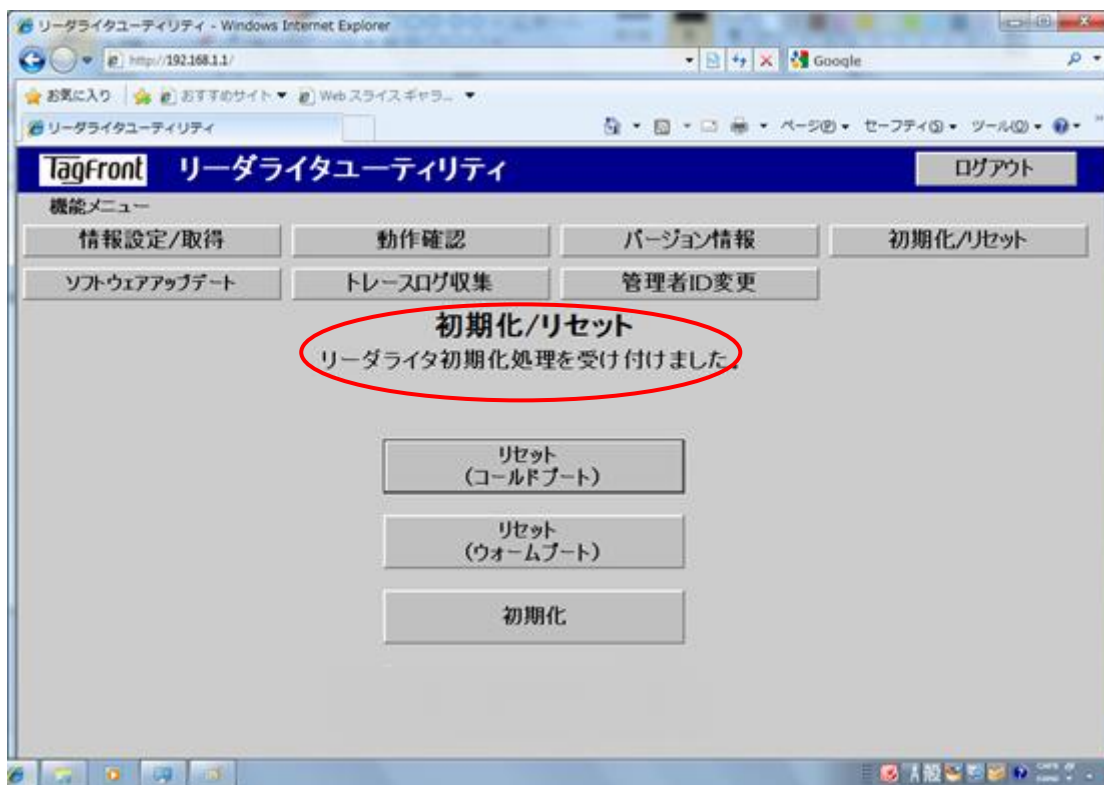 リーダライタユーティリティ - Windows Internet Explorer
http://192.168.1.1/
Google
お気に入り
おすすめサイト
Web スライス ギャラ...
リーダライタユーティリティ
ページ(P) セーフティ(S) ツール(O)
TagFront リーダライタユーティリティ ログアウト
機能メニュー
情報設定/取得 動作確認 バージョン情報 初期化/リセット
ソフトウェアアップデート トレースログ収集 管理者ID変更
初期化/リセット
リーダライタ初期化処理を受け付けました。
リセット
(コールドブート)
リセット
(ウォームブート)
初期化
A 般